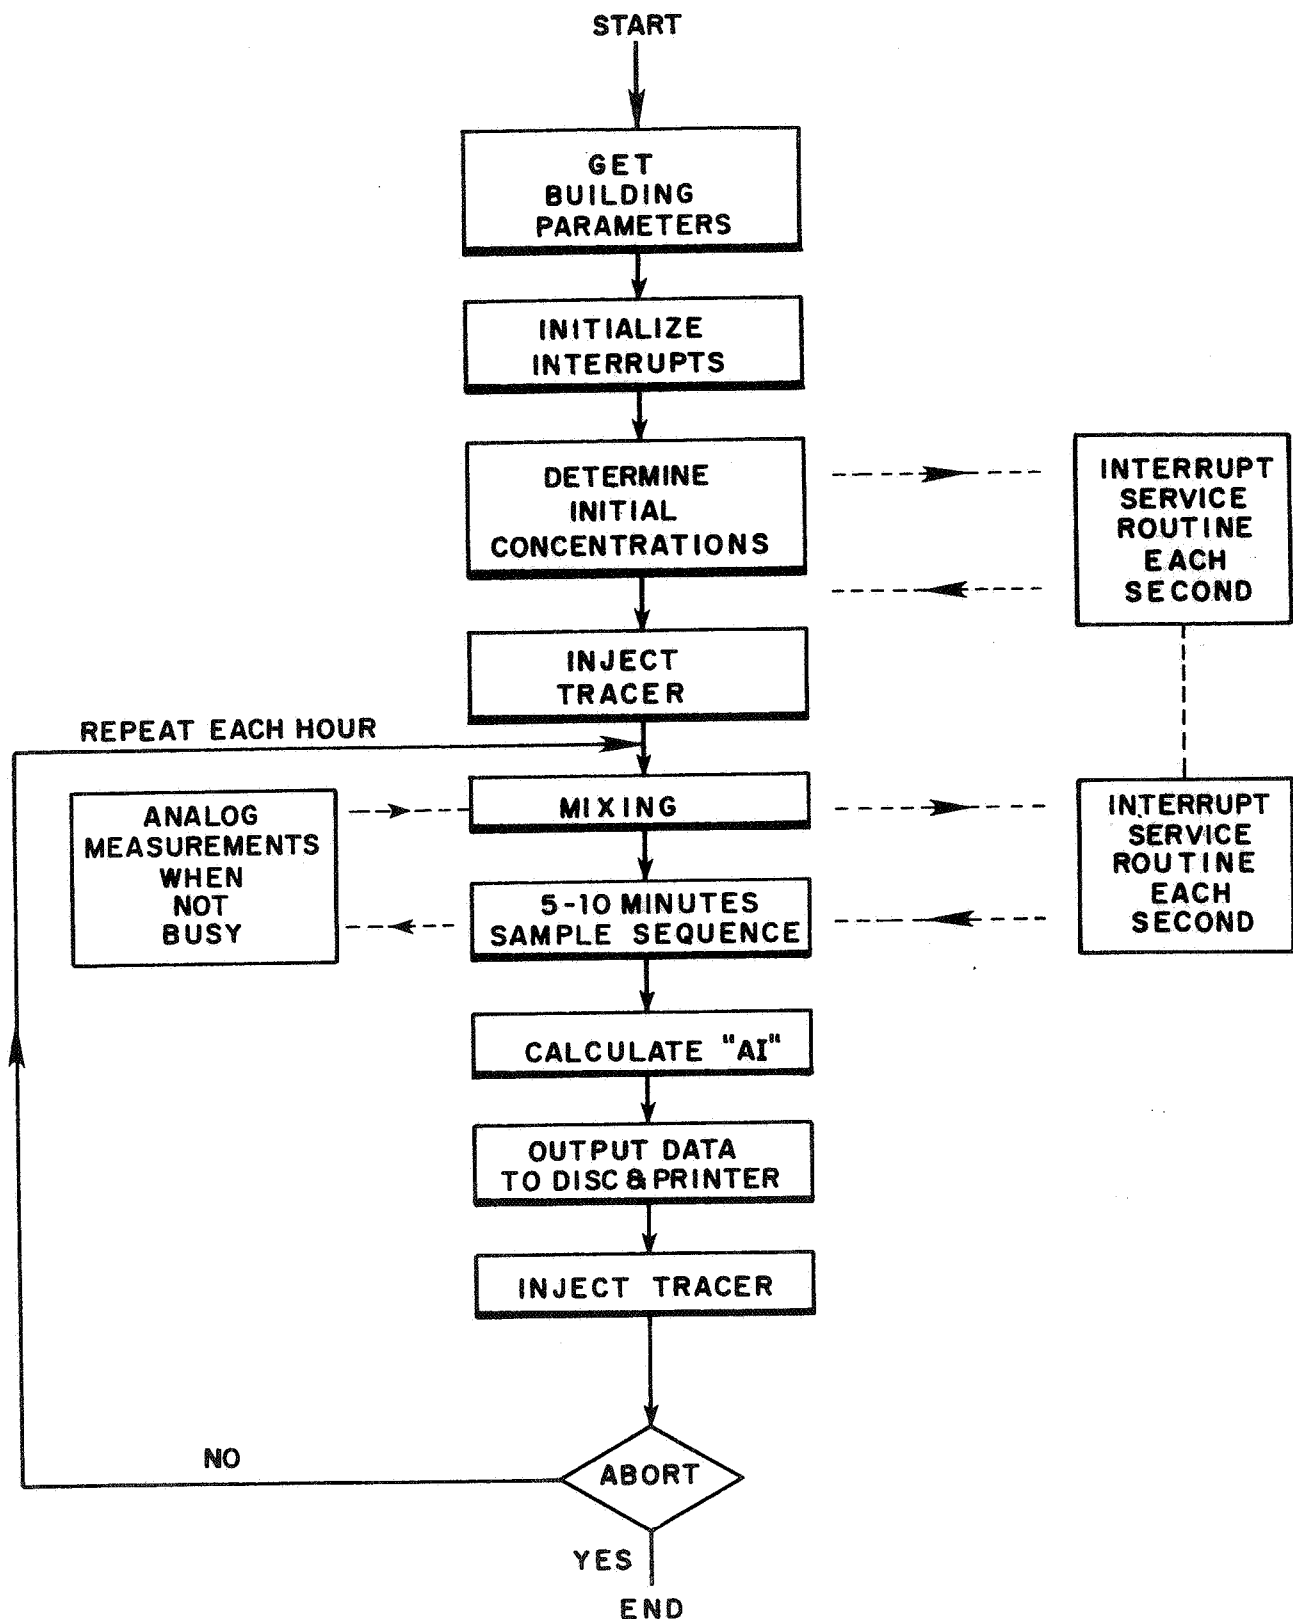 START
GET
BUILDING
PARAMETERS
INITIALIZE
INTERRUPTS
DETERMINE
INITIAL
CONCENTRATIONS
INTERRUPT
SERVICE
ROUTINE
EACH
SECOND
INJECT
TRACER
REPEAT EACH HOUR
ANALOG
MEASUREMENTS
WHEN
NOT
BUSY
MIXING
INTERRUPT
SERVICE
ROUTINE
EACH
SECOND
5-10 MINUTES
SAMPLE SEQUENCE
CALCULATE "AI"
OUTPUT DATA
TO DISC & PRINTER
INJECT TRACER
ABORT
NO
YES
END